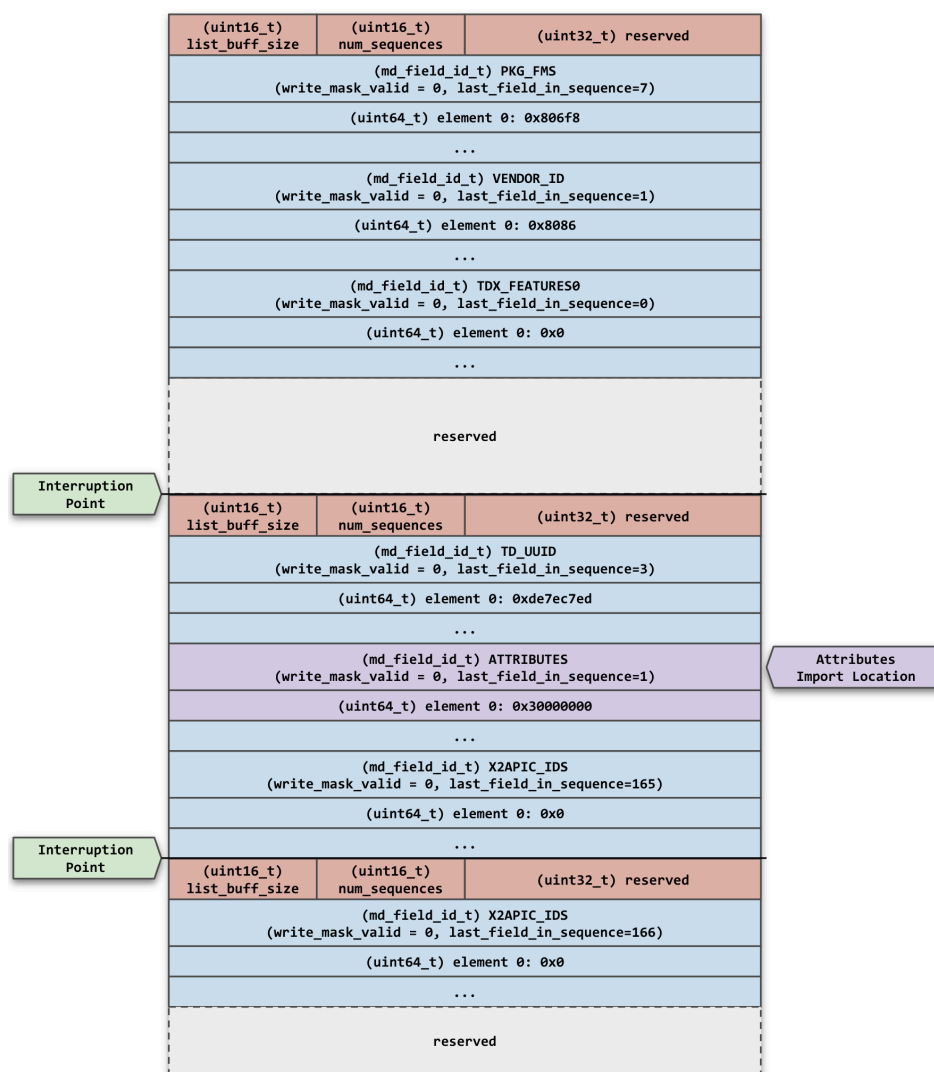 (uint16_t)
list_buff_size
(uint16_t)
num_sequences
(uint32_t) reserved
(md_field_id_t) PKG_FMS
(write_mask_valid = 0, last_field_in_sequence=7)
(uint64_t) element 0: 0x806f8
...
(md_field_id_t) VENDOR_ID
(write_mask_valid = 0, last_field_in_sequence=1)
(uint64_t) element 0: 0x8086
...
(md_field_id_t) TDX_FEATURES0
(write_mask_valid = 0, last_field_in_sequence=0)
(uint64_t) element 0: 0x0
...
reserved
Interruption
Point
(uint16_t)
list_buff_size
(uint16_t)
num_sequences
(uint32_t) reserved
(md_field_id_t) TD_UUID
(write_mask_valid = 0, last_field_in_sequence=3)
(uint64_t) element 0: 0xde7ec7ed
...
(md_field_id_t) ATTRIBUTES
(write_mask_valid = 0, last_field_in_sequence=1)
Attributes
Import Location
(uint64_t) element 0: 0x30000000
...
(md_field_id_t) X2APIC_IDS
(write_mask_valid = 0, last_field_in_sequence=165)
(uint64_t) element 0: 0x0
...
Interruption
Point
(uint16_t)
list_buff_size
(uint16_t)
num_sequences
(uint32_t) reserved
(md_field_id_t) X2APIC_IDS
(write_mask_valid = 0, last_field_in_sequence=166)
(uint64_t) element 0: 0x0
...
reserved